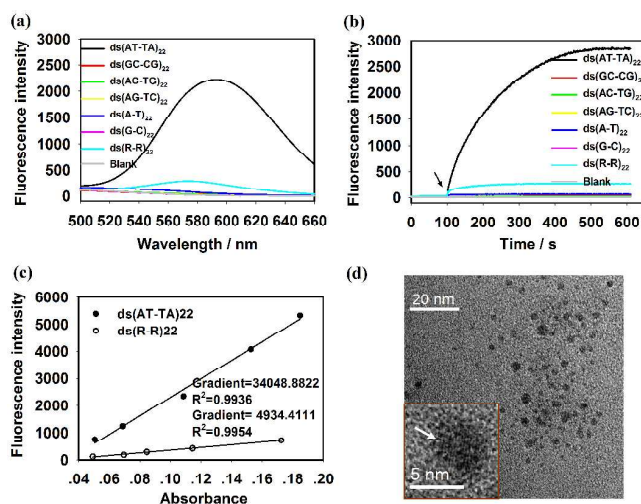 (a)
Fluorescence intensity
3000
2500
2000
1500
1000
500
0
ds(AT-TA)₂₂
ds(GC-CG)₂₂
ds(AC-TG)₂₂
ds(AG-TC)₂₂
ds(A-T)₂₂
ds(G-C)₂₂
ds(R-R)₂₂
Blank
500 520 540 560 580 600 620 640 660
Wavelength / nm
(b)
Fluorescence intensity
3000
2500
2000
1500
1000
500
0
ds(AT-TA)₂₂
ds(GC-CG)₂
ds(AC-TG)₂₂
ds(AG-TC)₂₂
ds(A-T)₂₂
ds(G-C)₂₂
ds(R-R)₂₂
Blank
0 100 200 300 400 500 600
Time / s
(c)
Fluorescence intensity
6000
5000
4000
3000
2000
1000
0
ds(AT-TA)22
ds(R-R)22
Gradient=34048.8822
R²=0.9936
Gradient= 4934.4111
R²=0.9954
.04 .06 .08 .10 .12 .14 .16 .18 .20
Absorbance
(d)
20 nm
5 nm